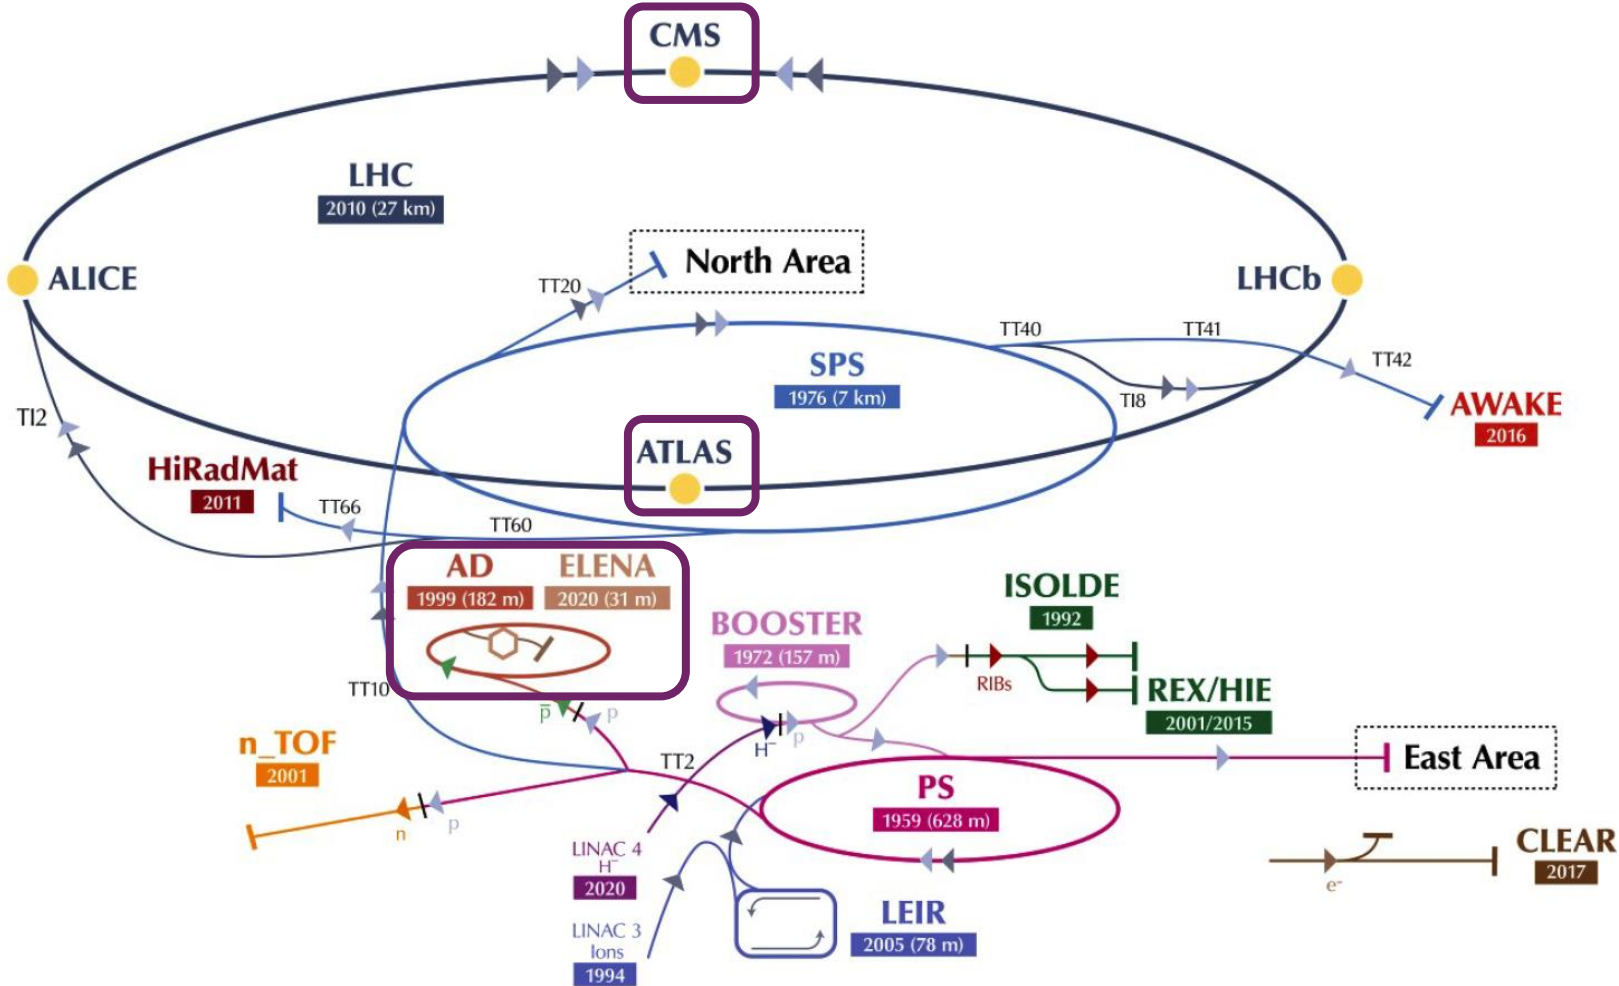 CMS
LHC
2010 (27 km)
North Area
ALICE
LHCb
TT20
TT40
TT41
TT42
SPS
1976 (7 km)
TI8
AWAKE
2016
TI2
ATLAS
HiRadMat
2011
TT66
TT60
AD
ELENA
1999 (182 m)
2020 (31 m)
ISOLDE
1992
BOOSTER
1972 (157 m)
TT10
RIBs
REX/HIE
2001/2015
p̅
p
H⁻
p
n_TOF
2001
TT2
East Area
PS
1959 (628 m)
n
p
LINAC 4
H⁻
2020
CLEAR
2017
e⁻
LEIR
2005 (78 m)
LINAC 3
Ions
1994